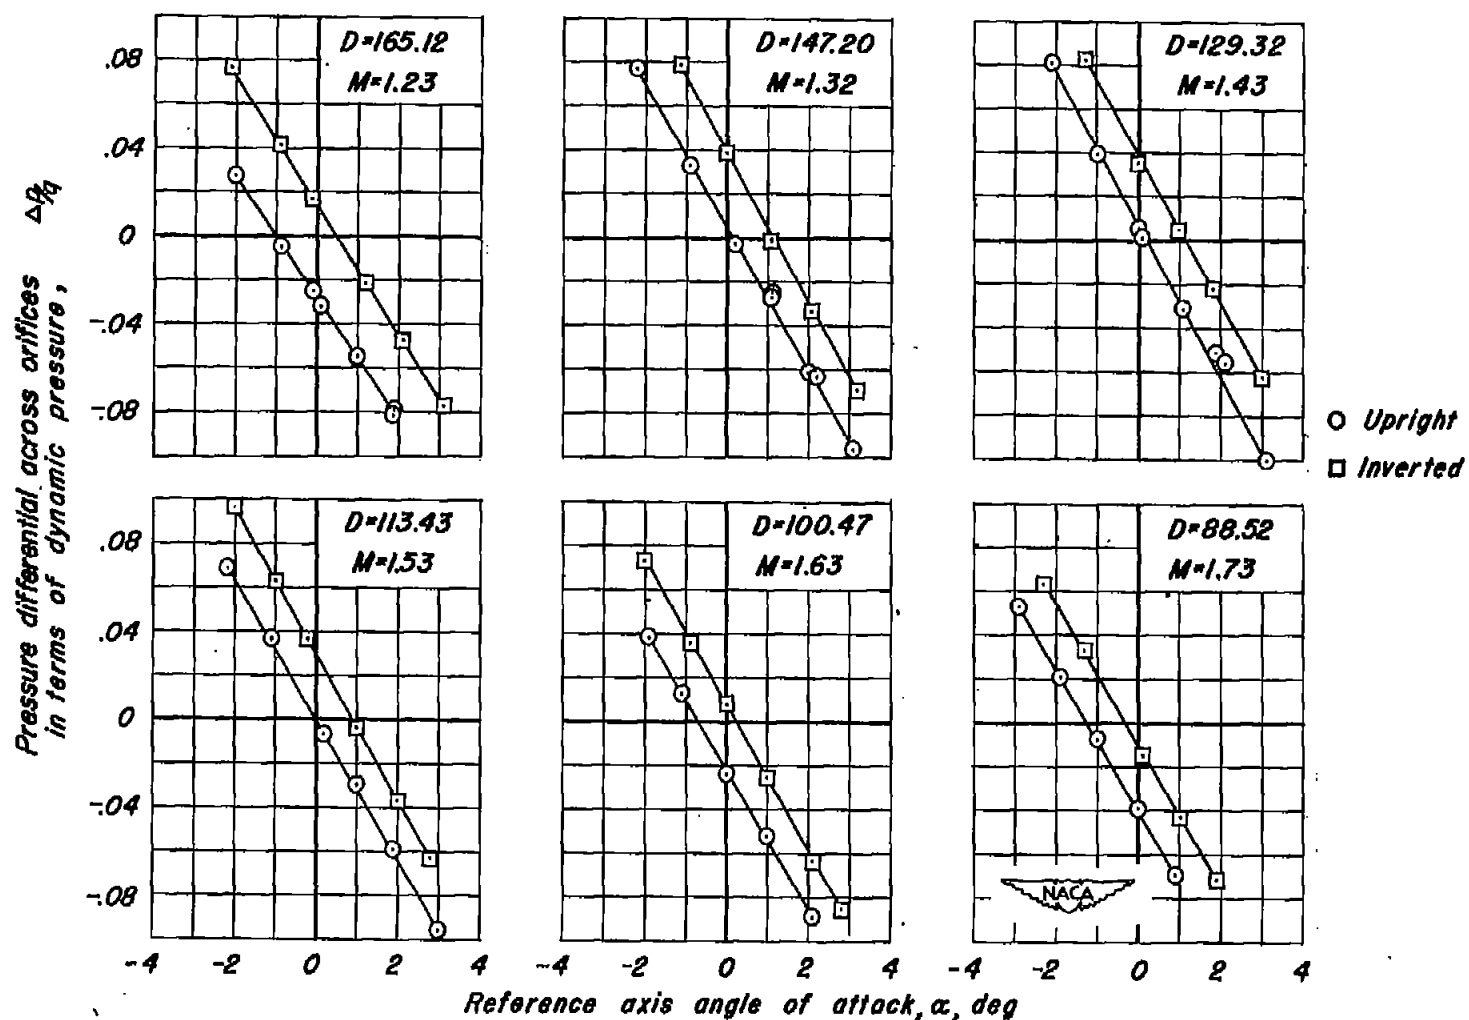 D=165.12
M=1.23
D=147.20
M=1.32
D=129.32
M=1.43
.08
.04
0
-.04
-.08
Pressure differential across orifices
in terms of dynamic pressure, Δp/q
○ Upright
□ Inverted
D=113.43
M=1.53
D=100.47
M=1.63
D=88.52
M=1.73
.08
.04
0
-.04
-.08
NACA
-4 -2 0 2 4 -4 -2 0 2 4 -4 -2 0 2 4
Reference axis angle of attack, α, deg